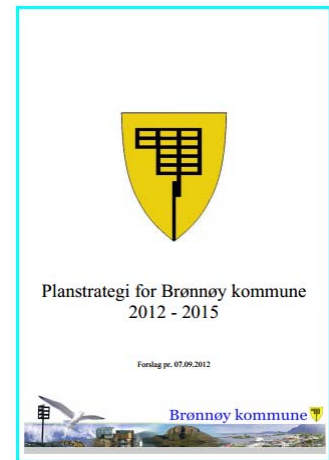 Planstrategi for Brønnøy kommune
2012 - 2015
Forslag pr. 07.09.2012
Brønnøy kommune